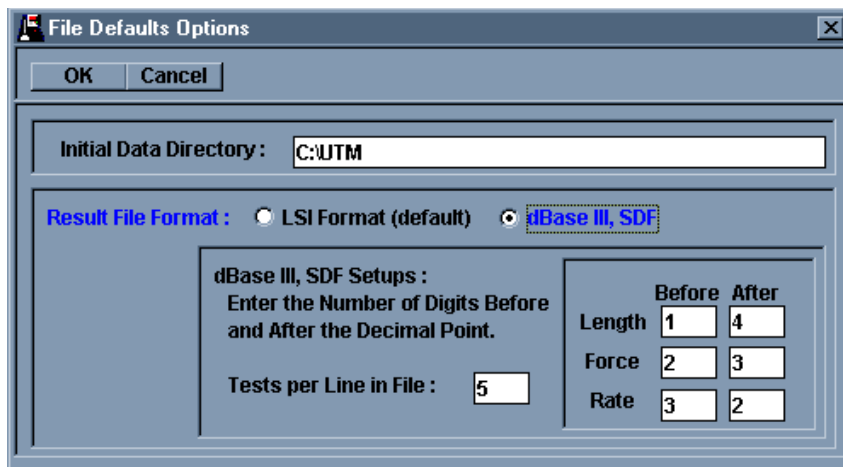 File Defaults Options
OK Cancel
Initial Data Directory : C:\UTM
Result File Format : LSI Format (default) dBase III, SDF
dBase III, SDF Setups :
Enter the Number of Digits Before
and After the Decimal Point.
Tests per Line in File : 5
Before After
Length 1 4
Force 2 3
Rate 3 2